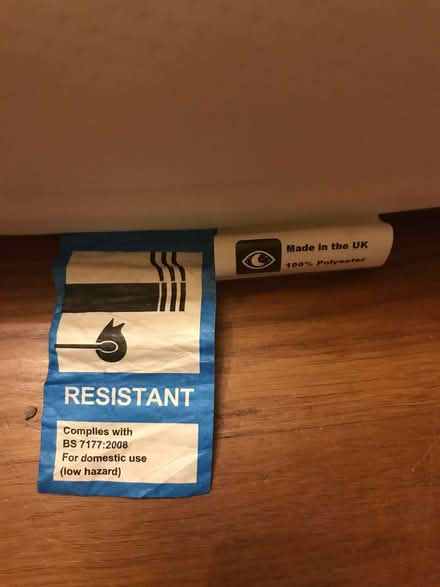 Made in the UK
100% Polyester
RESISTANT
Complies with
BS 7177:2008
For domestic use
(low hazard)